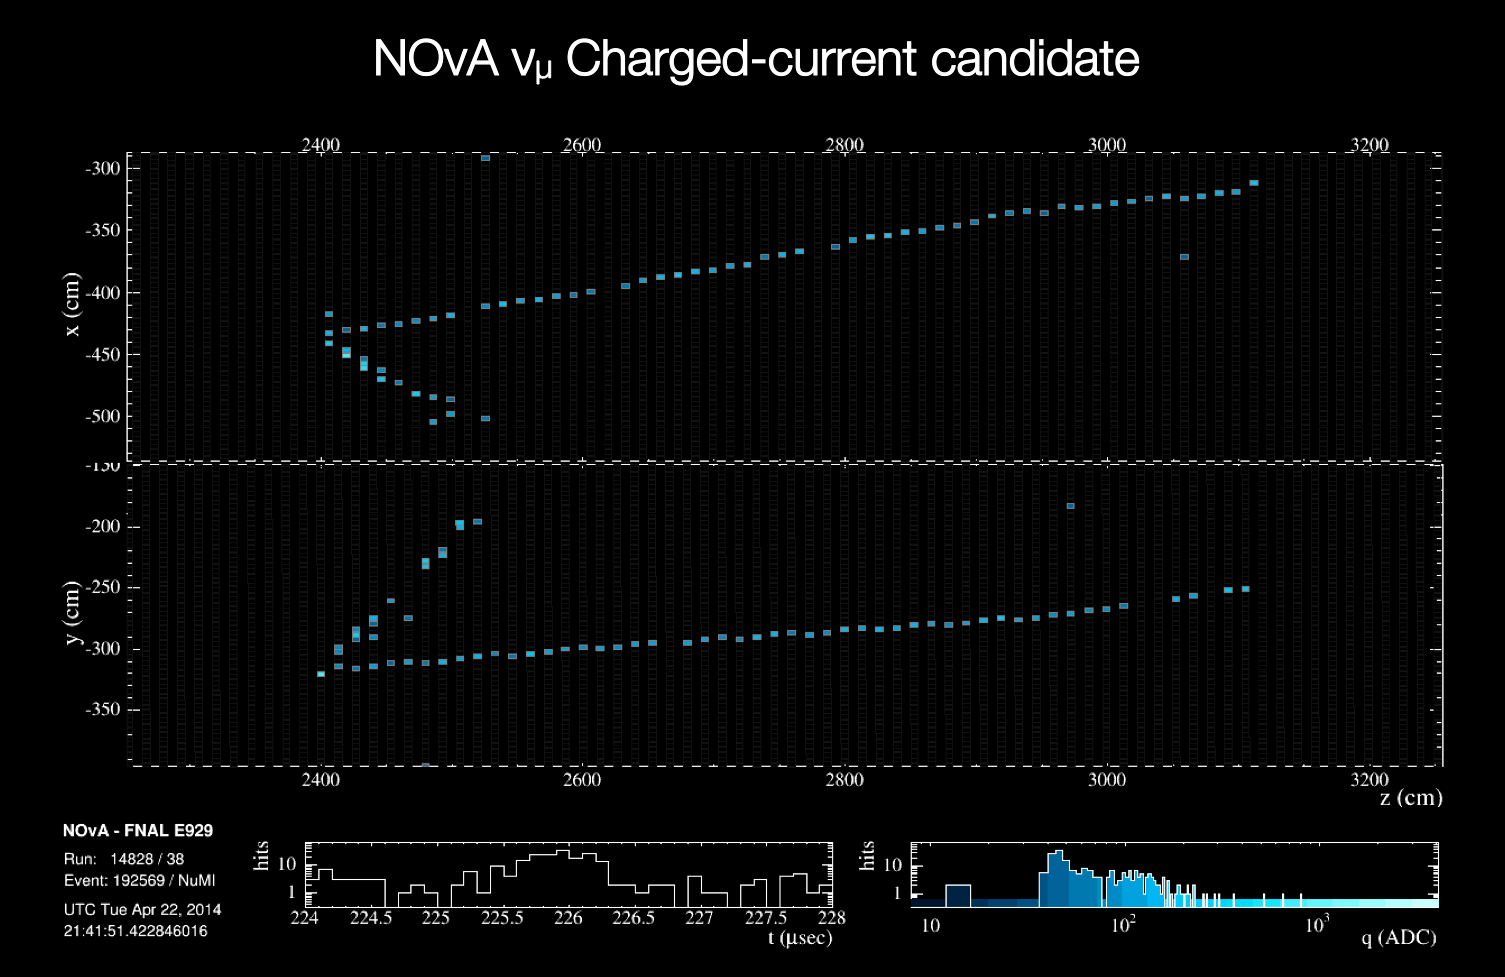 NOvA νμ Charged-current candidate
2400 2600 2800 3000 3200
-300
-350
-400
-450
-500
x (cm)
-150
-200
-250
-300
-350
y (cm)
2400 2600 2800 3000 3200
z (cm)
NOvA - FNAL E929
Run: 14828 / 38
Event: 192569 / NuMI
UTC Tue Apr 22, 2014
21:41:51.422846016
hits
10
1
224 224.5 225 225.5 226 226.5 227 227.5 228
t (μsec)
hits
10
1
10 10² 10³
q (ADC)